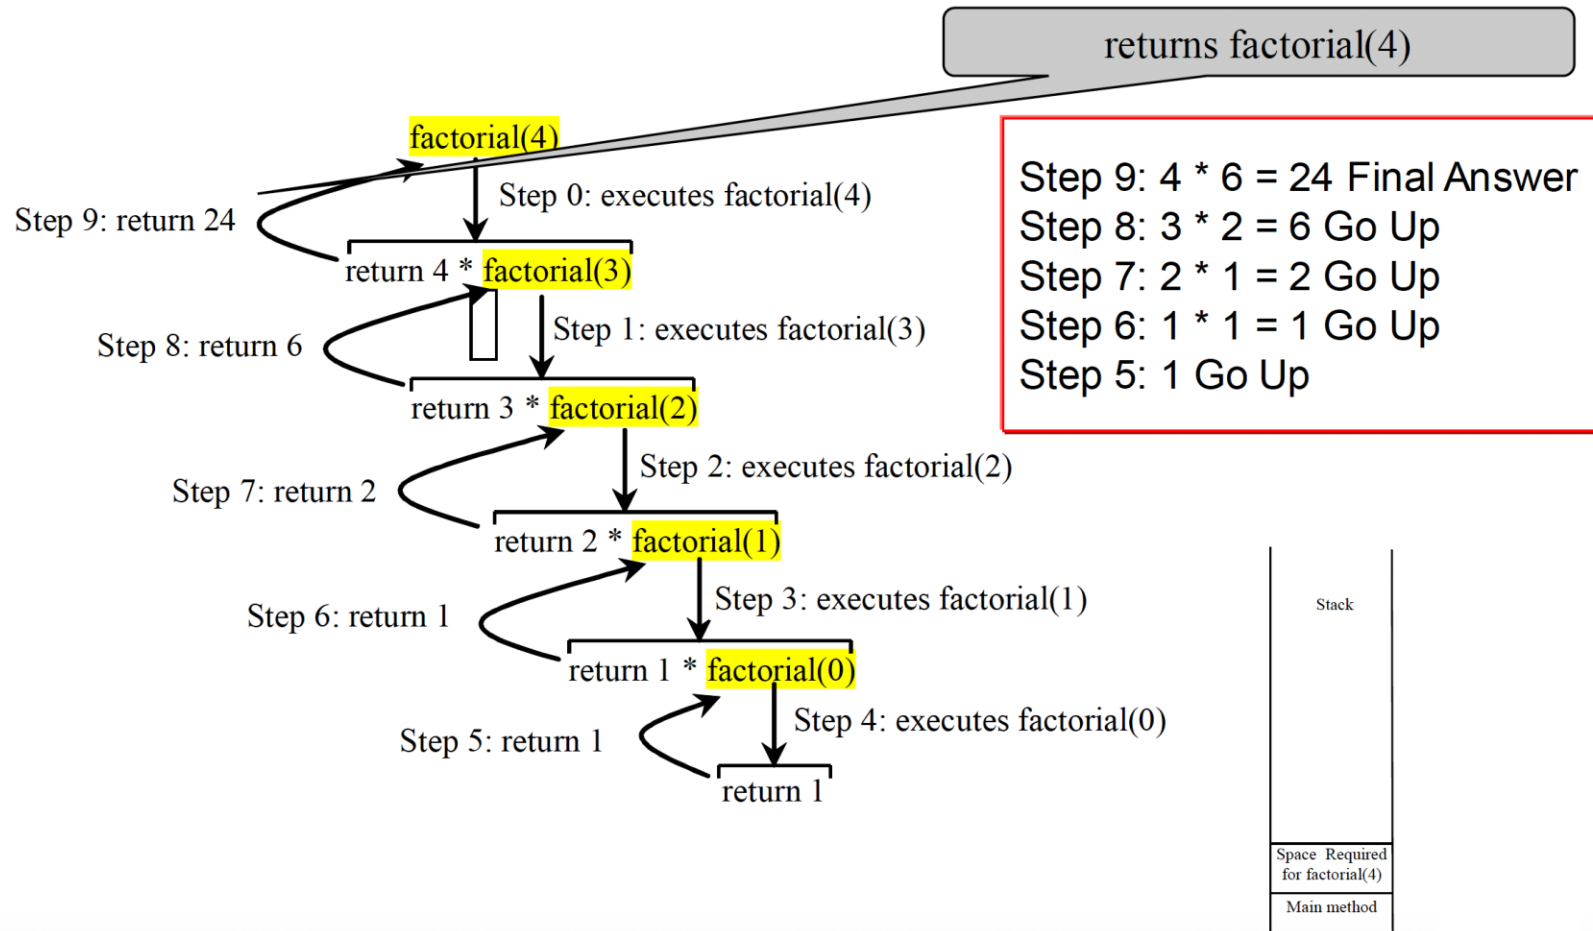 returns factorial(4)
factorial(4)
Step 0: executes factorial(4)
Step 9: return 24
return 4 * factorial(3)
Step 1: executes factorial(3)
Step 8: return 6
return 3 * factorial(2)
Step 2: executes factorial(2)
Step 7: return 2
return 2 * factorial(1)
Step 3: executes factorial(1)
Step 6: return 1
return 1 * factorial(0)
Step 4: executes factorial(0)
Step 5: return 1
return 1
Step 9: 4 * 6 = 24 Final Answer
Step 8: 3 * 2 = 6 Go Up
Step 7: 2 * 1 = 2 Go Up
Step 6: 1 * 1 = 1 Go Up
Step 5: 1 Go Up
Stack
Space Required
for factorial(4)
Main method